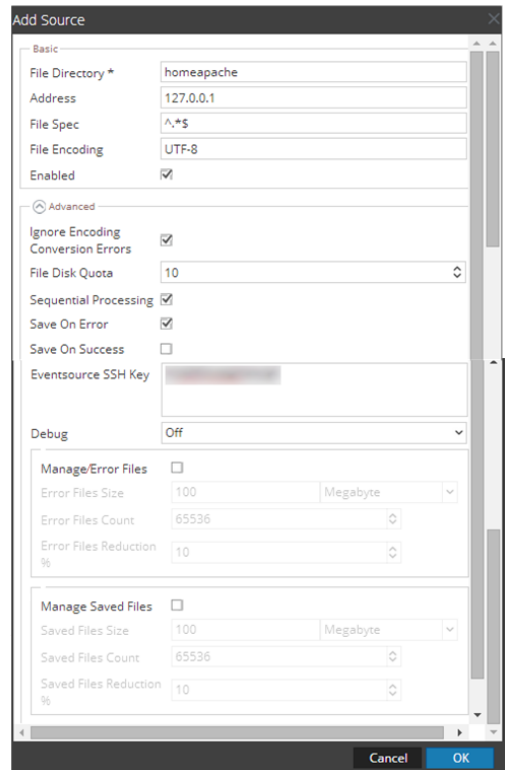 Add Source
Basic
File Directory * homeapache
Address 127.0.0.1
File Spec ^.*$
File Encoding UTF-8
Enabled
Advanced
Ignore Encoding
Conversion Errors
File Disk Quota 10
Sequential Processing
Save On Error
Save On Success
Eventsource SSH Key
Debug Off
Manage/Error Files
Error Files Size 100 Megabyte
Error Files Count 65536
Error Files Reduction
% 10
Manage Saved Files
Saved Files Size 100 Megabyte
Saved Files Count 65536
Saved Files Reduction
% 10
Cancel OK